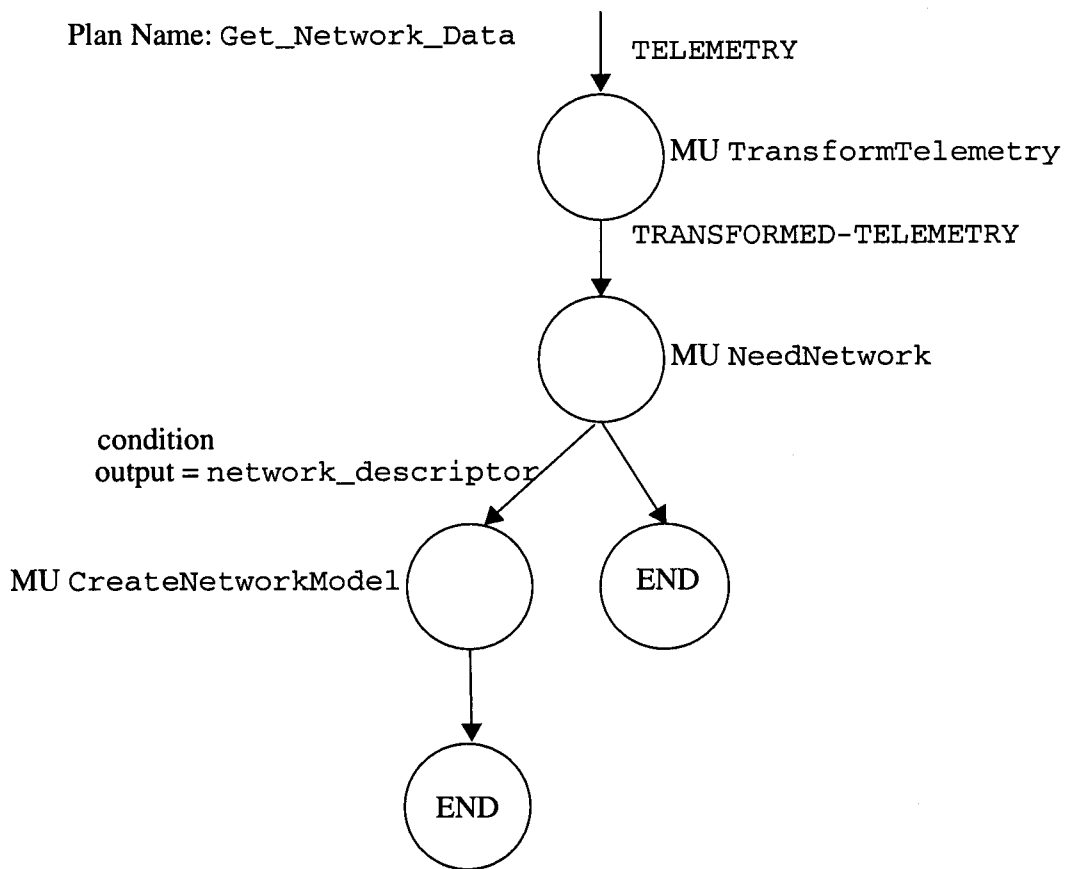 Plan Name: Get_Network_Data
TELEMETRY
MU TransformTelemetry
TRANSFORMED-TELEMETRY
MU NeedNetwork
condition
output = network_descriptor
MU CreateNetworkModel
END
END